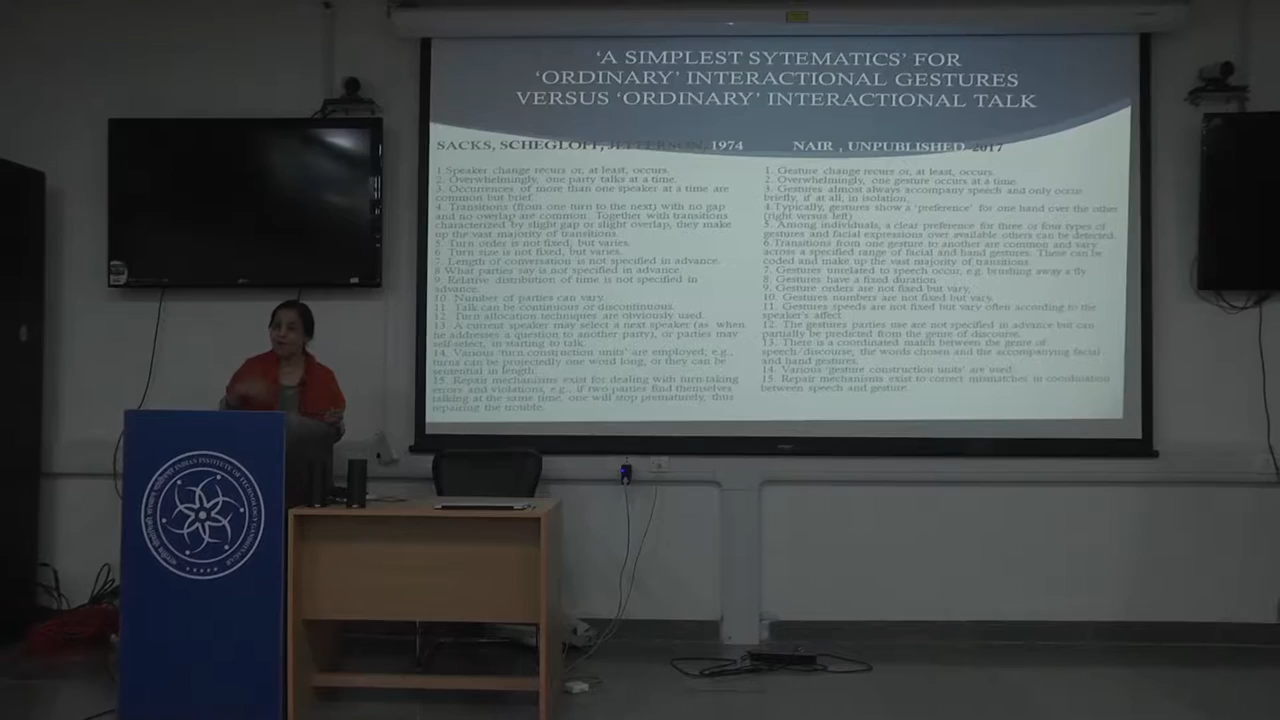 'A SIMPLEST SYTEMATICS' FOR
'ORDINARY' INTERACTIONAL GESTURES
VERSUS 'ORDINARY' INTERACTIONAL TALK
SACKS, SCHEGLOFF, JEFFERSON, 1974
1.Speaker change recurs or, at least, occurs.
2. Overwhelmingly, one party talks at a time.
3. Occurrences of more than one speaker at a time are
common but brief.
4. Transitions (from one turn to the next) with no gap
and no overlap are common. Together with transitions
characterized by slight gap or slight overlap, they make
up the vast majority of transitions.
5. Turn order is not fixed, but varies.
6. Turn size is not fixed, but varies.
7. Length of conversation is not specified in advance.
8.What parties say is not specified in advance.
9. Relative distribution of time is not specified in
advance.
10. Number of parties can vary.
11. Talk can be continuous or discontinuous.
12. Turn allocation techniques are obviously used.
13. A current speaker may select a next speaker (as when
he addresses a question to another party), or parties may
self-select, in starting to talk.
14. Various 'turn construction units' are employed; e.g.,
turns can be projectedly one word long, or they can be
sentential in length.
15. Repair mechanisms exist for dealing with turn-taking
errors and violations, e.g., if two parties find themselves
talking at the same time, one will stop prematurely, thus
repairing the trouble.
NAIR , UNPUBLISHED 2017
1. Gesture change recurs or, at least, occurs.
2. Overwhelmingly, one gesture occurs at a time.
3. Gestures almost always accompany speech and only occur
briefly, if at all, in isolation.
4.Typically, gestures show a 'preference' for one hand over the other
(right versus left)
5. Among individuals, a clear preference for three or four types of
gestures and facial expressions over available others can be detected.
6.Transitions from one gesture to another are common and vary
across a specified range of facial and hand gestures. These can be
coded and make up the vast majority of transitions.
7. Gestures unrelated to speech occur, e.g. brushing away a fly
8. Gestures have a fixed duration
9. Gesture orders are not fixed but vary,
10. Gestures numbers are not fixed but vary.
11. Gestures speeds are not fixed but vary often according to the
speaker's affect
12. The gestures parties use are not specified in advance but can
partially be predicted from the genre of discourse.
13. There is a coordinated match between the genre of
speech/discourse, the words chosen and the accompanying facial
and hand gestures.
14. Various 'gesture construction units' are used.
15. Repair mechanisms exist to correct mismatches in coordination
between speech and gesture.
INDIAN INSTITUTE OF TECHNOLOGY GANDHINAGAR